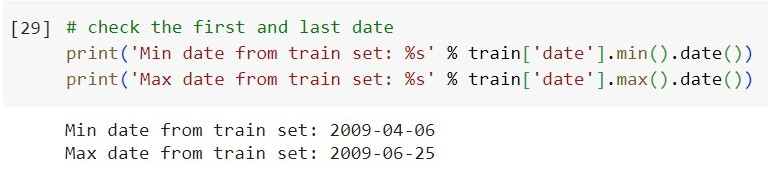 [29] # check the first and last date
print('Min date from train set: %s' % train['date'].min().date())
print('Max date from train set: %s' % train['date'].max().date())
Min date from train set: 2009-04-06
Max date from train set: 2009-06-25